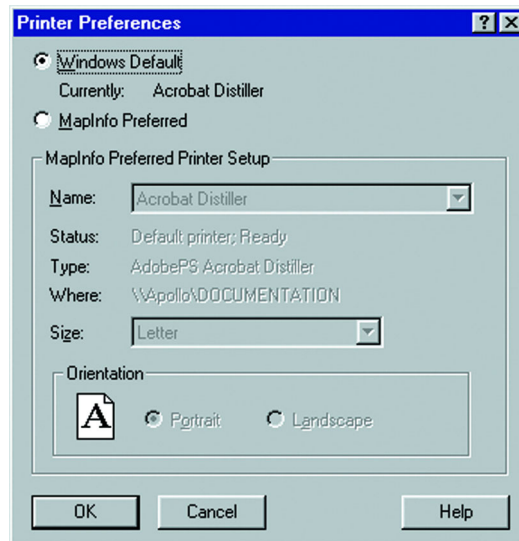 Printer Preferences
Windows Default
Currently: Acrobat Distiller
MapInfo Preferred
MapInfo Preferred Printer Setup
Name: Acrobat Distiller
Status: Default printer; Ready
Type: AdobePS Acrobat Distiller
Where: \\Apollo\DOCUMENTATION
Size: Letter
Orientation
A Portrait Landscape
OK Cancel Help